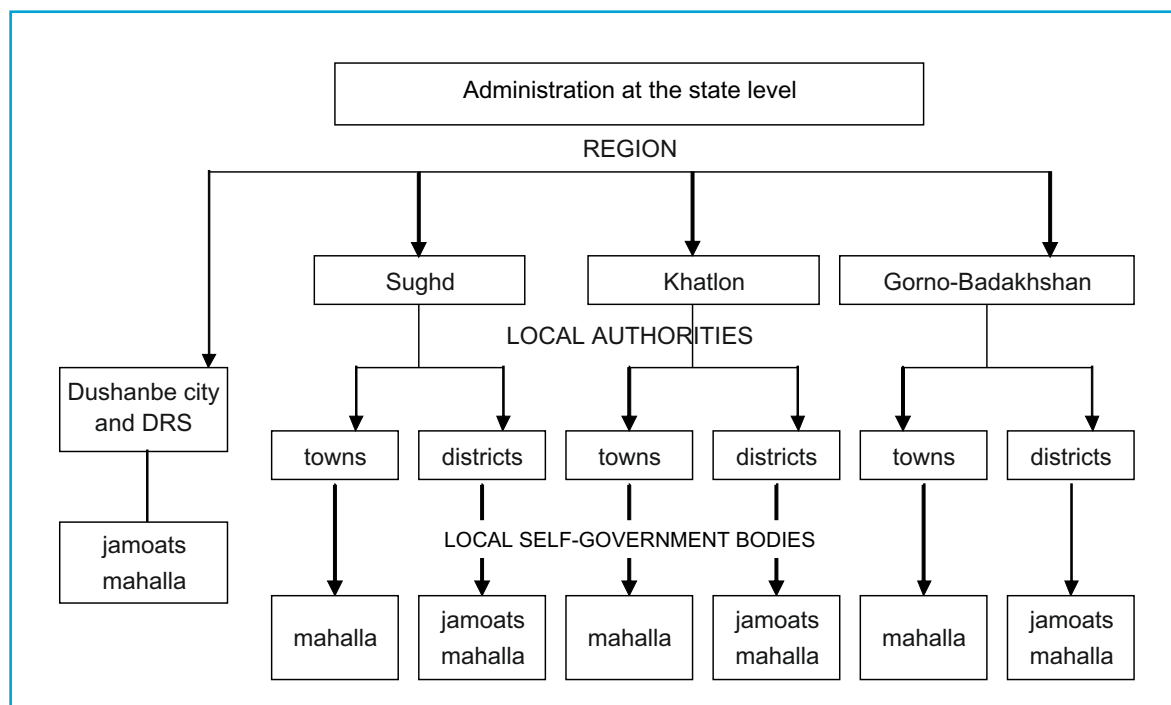 Administration at the state level
REGION
Sughd
Khatlon
Gorno-Badakhshan
LOCAL AUTHORITIES
Dushanbe city
and DRS
towns
districts
towns
districts
towns
districts
jamoats
mahalla
LOCAL SELF-GOVERNMENT BODIES
mahalla
jamoats
mahalla
mahalla
jamoats
mahalla
mahalla
jamoats
mahalla